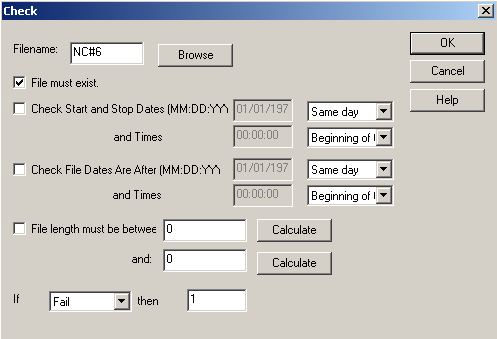 Check
Filename: NC#6 Browse OK
Cancel
File must exist.
Help
Check Start and Stop Dates (MM:DD:YY 01/01/197 Same day
and Times 00:00:00 Beginning of
Check File Dates Are After (MM:DD:YY 01/01/197 Same day
and Times 00:00:00 Beginning of
File length must be betwee 0 Calculate
and: 0 Calculate
If Fail then 1